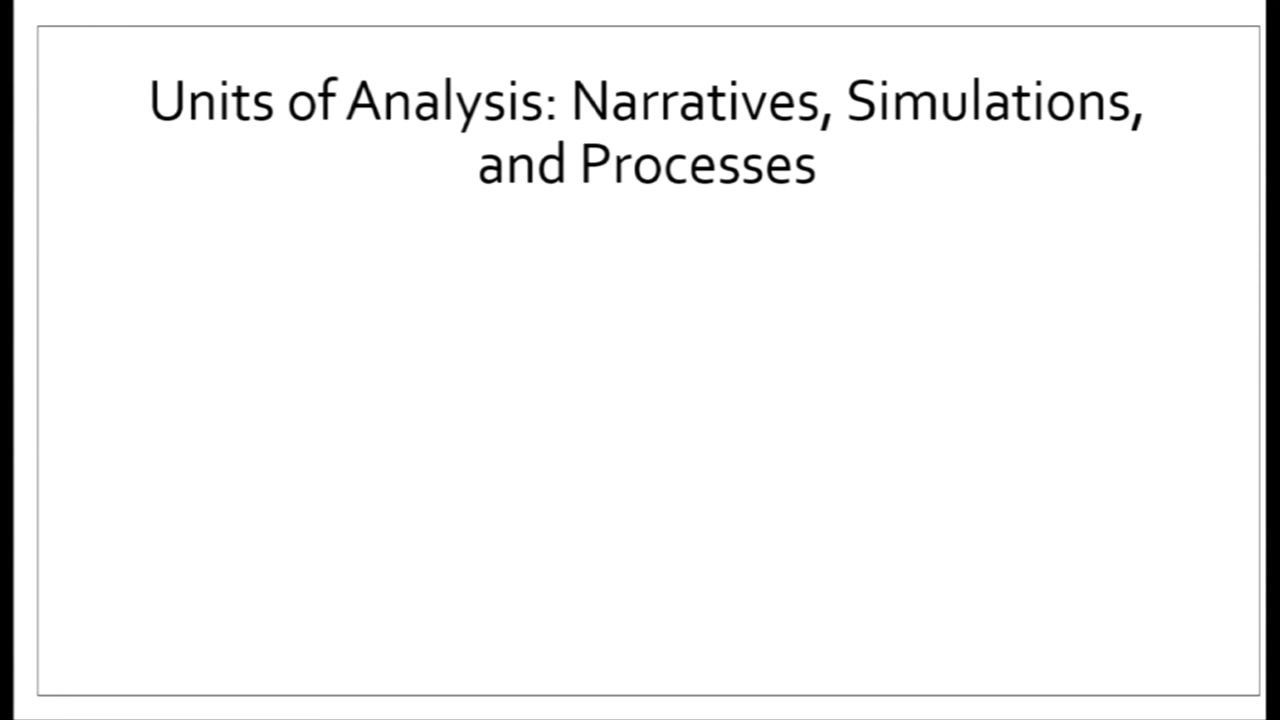 Units of Analysis: Narratives, Simulations,
and Processes